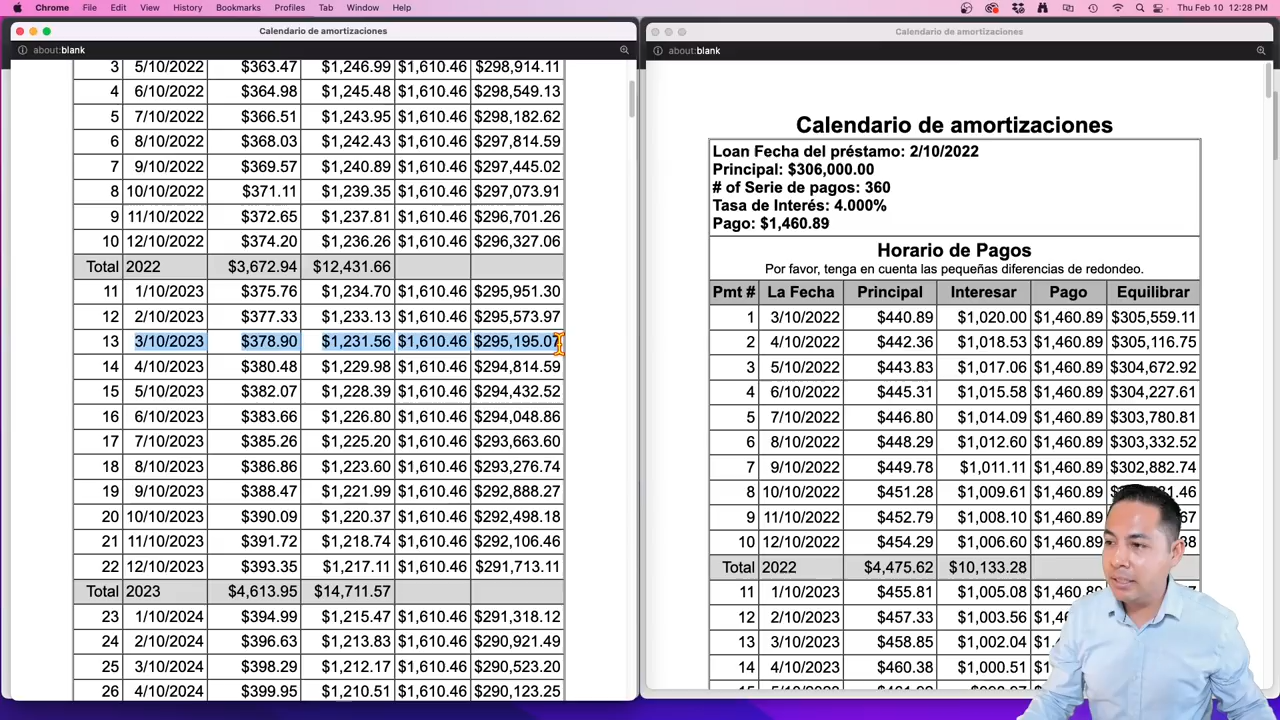 Chrome File Edit View History Bookmarks Profiles Tab Window Help Thu Feb 10 12:28 PM
Calendario de amortizaciones
about:blank
3 5/10/2022 $363.47 $1,246.99 $1,610.46 $298,914.11
4 6/10/2022 $364.98 $1,245.48 $1,610.46 $298,549.13
5 7/10/2022 $366.51 $1,243.95 $1,610.46 $298,182.62
6 8/10/2022 $368.03 $1,242.43 $1,610.46 $297,814.59
7 9/10/2022 $369.57 $1,240.89 $1,610.46 $297,445.02
8 10/10/2022 $371.11 $1,239.35 $1,610.46 $297,073.91
9 11/10/2022 $372.65 $1,237.81 $1,610.46 $296,701.26
10 12/10/2022 $374.20 $1,236.26 $1,610.46 $296,327.06
Total 2022 $3,672.94 $12,431.66
11 1/10/2023 $375.76 $1,234.70 $1,610.46 $295,951.30
12 2/10/2023 $377.33 $1,233.13 $1,610.46 $295,573.97
13 3/10/2023 $378.90 $1,231.56 $1,610.46 $295,195.07
14 4/10/2023 $380.48 $1,229.98 $1,610.46 $294,814.59
15 5/10/2023 $382.07 $1,228.39 $1,610.46 $294,432.52
16 6/10/2023 $383.66 $1,226.80 $1,610.46 $294,048.86
17 7/10/2023 $385.26 $1,225.20 $1,610.46 $293,663.60
18 8/10/2023 $386.86 $1,223.60 $1,610.46 $293,276.74
19 9/10/2023 $388.47 $1,221.99 $1,610.46 $292,888.27
20 10/10/2023 $390.09 $1,220.37 $1,610.46 $292,498.18
21 11/10/2023 $391.72 $1,218.74 $1,610.46 $292,106.46
22 12/10/2023 $393.35 $1,217.11 $1,610.46 $291,713.11
Total 2023 $4,613.95 $14,711.57
23 1/10/2024 $394.99 $1,215.47 $1,610.46 $291,318.12
24 2/10/2024 $396.63 $1,213.83 $1,610.46 $290,921.49
25 3/10/2024 $398.29 $1,212.17 $1,610.46 $290,523.20
26 4/10/2024 $399.95 $1,210.51 $1,610.46 $290,123.25
Calendario de amortizaciones
about:blank
Calendario de amortizaciones
Loan Fecha del préstamo: 2/10/2022
Principal: $306,000.00
# of Serie de pagos: 360
Tasa de Interés: 4.000%
Pago: $1,460.89
Horario de Pagos
Por favor, tenga en cuenta las pequeñas diferencias de redondeo.
Pmt # La Fecha Principal Interesar Pago Equilibrar
1 3/10/2022 $440.89 $1,020.00 $1,460.89 $305,559.11
2 4/10/2022 $442.36 $1,018.53 $1,460.89 $305,116.75
3 5/10/2022 $443.83 $1,017.06 $1,460.89 $304,672.92
4 6/10/2022 $445.31 $1,015.58 $1,460.89 $304,227.61
5 7/10/2022 $446.80 $1,014.09 $1,460.89 $303,780.81
6 8/10/2022 $448.29 $1,012.60 $1,460.89 $303,332.52
7 9/10/2022 $449.78 $1,011.11 $1,460.89 $302,882.74
8 10/10/2022 $451.28 $1,009.61 $1,460.89
9 11/10/2022 $452.79 $1,008.10 $1,460.89
10 12/10/2022 $454.29 $1,006.60 $1,460.89
Total 2022 $4,475.62 $10,133.28
11 1/10/2023 $455.81 $1,005.08
12 2/10/2023 $457.33 $1,003.56
13 3/10/2023 $458.85 $1,002.04
14 4/10/2023 $460.38 $1,000.51